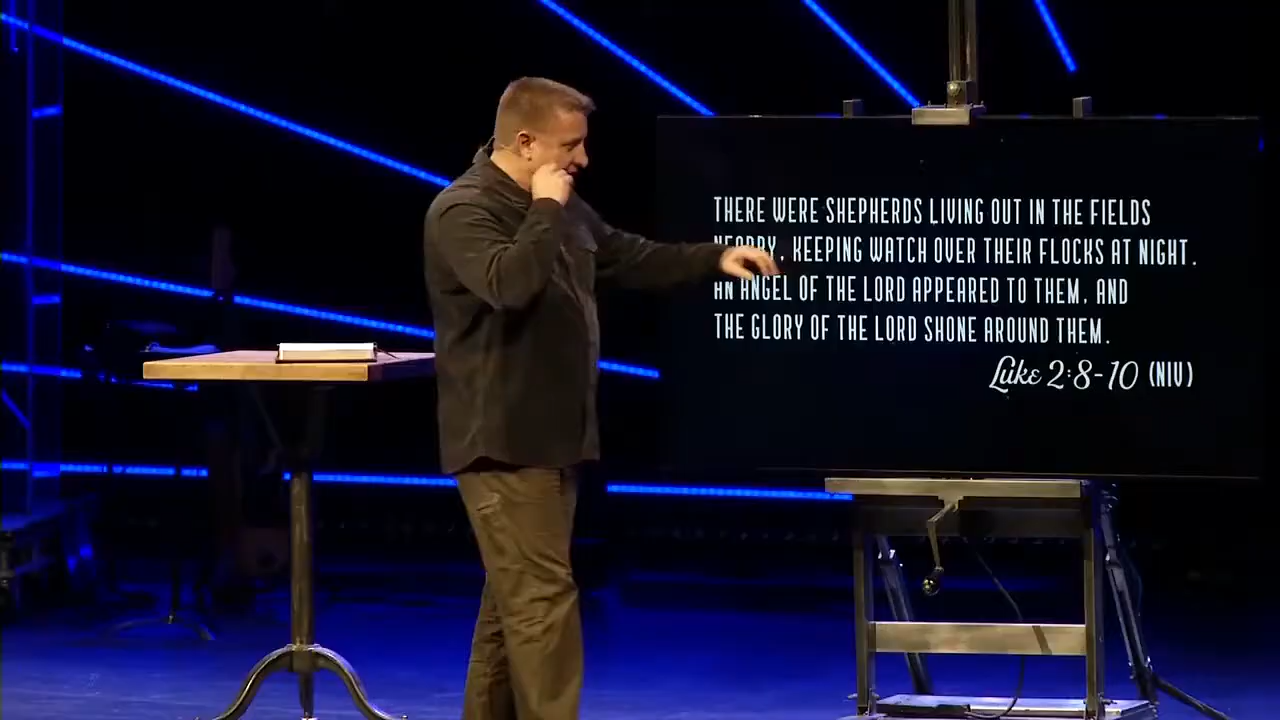 THERE WERE SHEPHERDS LIVING OUT IN THE FIELDS
NEARBY, KEEPING WATCH OVER THEIR FLOCKS AT NIGHT.
AN ANGEL OF THE LORD APPEARED TO THEM, AND
THE GLORY OF THE LORD SHONE AROUND THEM.
Luke 2:8-10 (NIV)